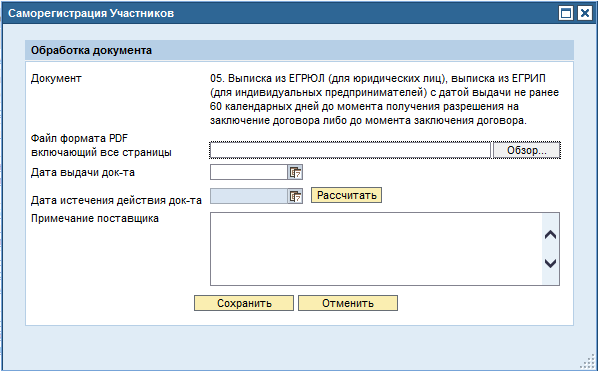 Саморегистрация Участников
Обработка документа
Документ
05. Выписка из ЕГРЮЛ (для юридических лиц), выписка из ЕГРИП
(для индивидуальных предпринимателей) с датой выдачи не ранее
60 календарных дней до момента получения разрешения на
заключение договора либо до момента заключения договора.
Файл формата PDF
включающий все страницы
Обзор...
Дата выдачи док-та
Дата истечения действия док-та
Рассчитать
Примечание поставщика
Сохранить
Отменить